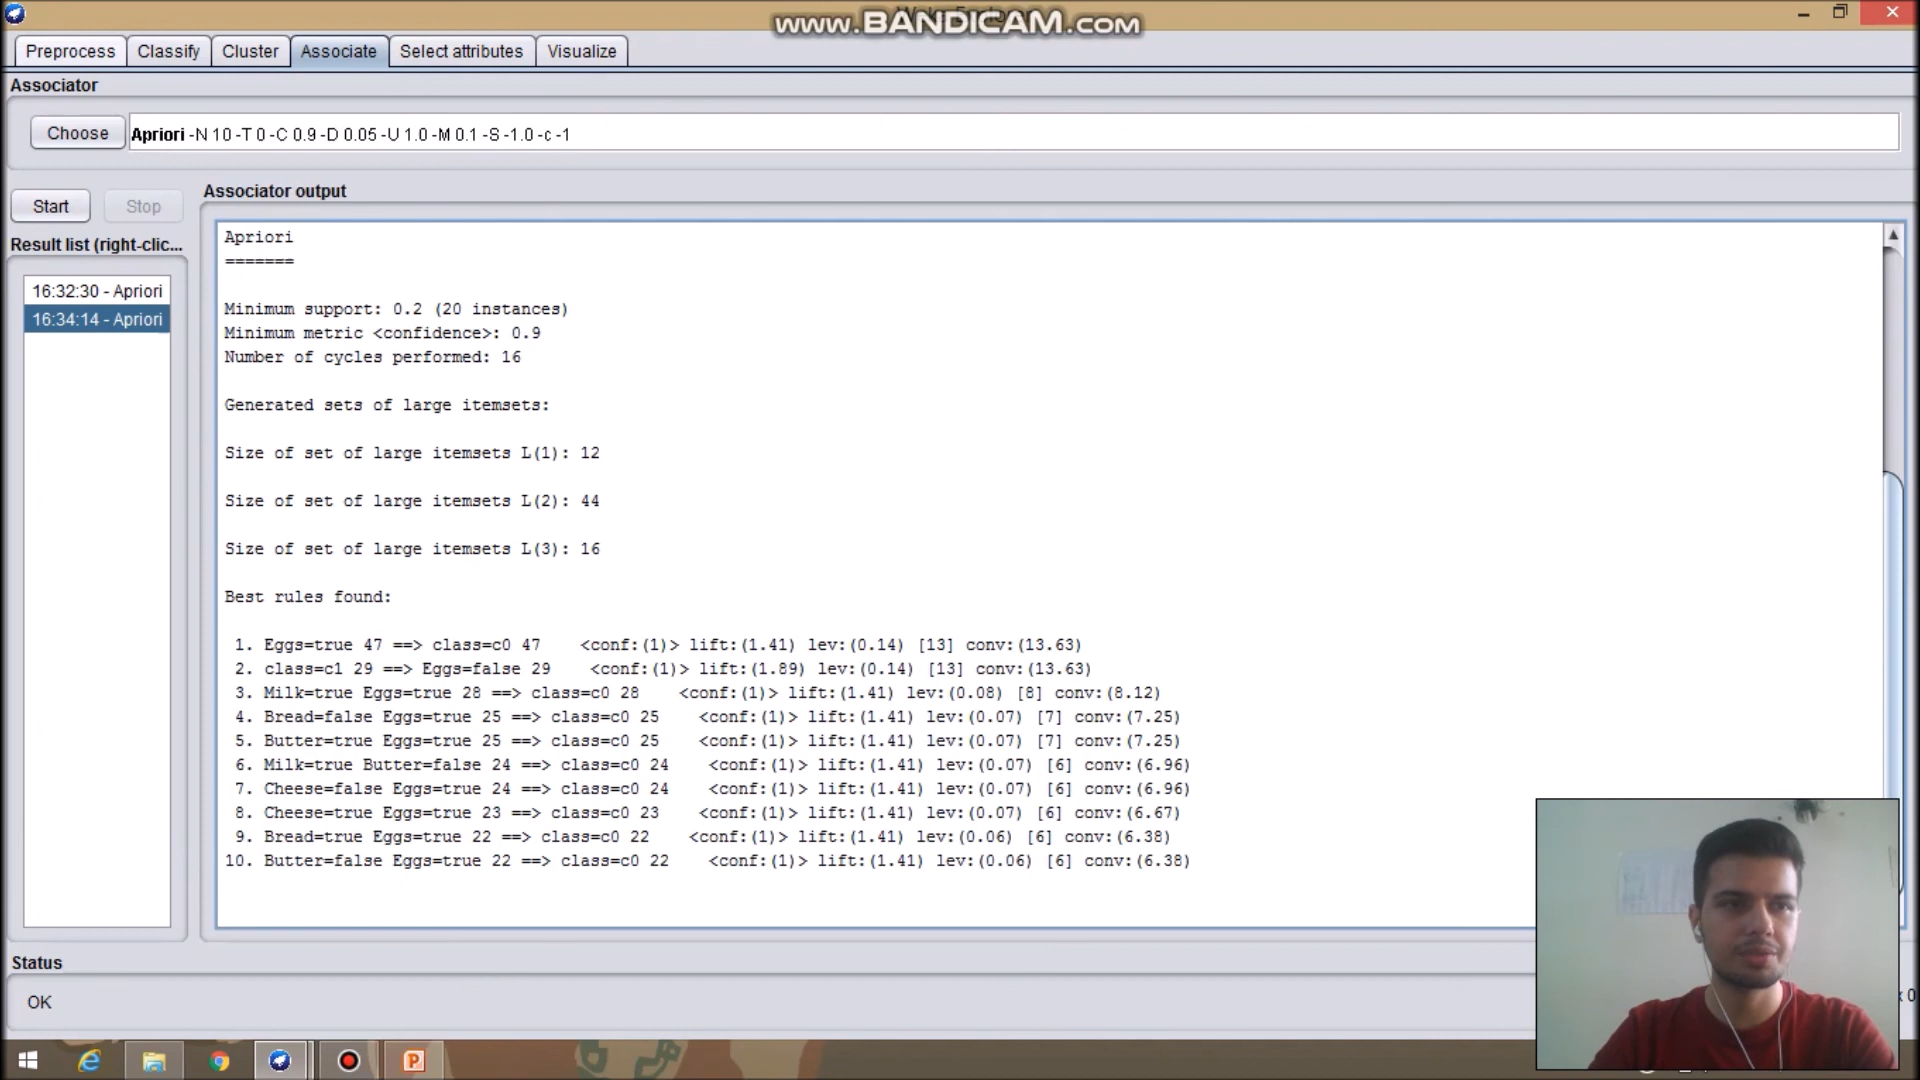 www.BANDICAM.com
Preprocess Classify Cluster Associate Select attributes Visualize
Associator
Choose Apriori -N 10 -T 0 -C 0.9 -D 0.05 -U 1.0 -M 0.1 -S -1.0 -c -1
Start Stop
Associator output
Result list (right-clic...
16:32:30 - Apriori
16:34:14 - Apriori
Apriori
=======
Minimum support: 0.2 (20 instances)
Minimum metric <confidence>: 0.9
Number of cycles performed: 16
Generated sets of large itemsets:
Size of set of large itemsets L(1): 12
Size of set of large itemsets L(2): 44
Size of set of large itemsets L(3): 16
Best rules found:
1. Eggs=true 47 ==> class=c0 47 <conf:(1)> lift:(1.41) lev:(0.14) [13] conv:(13.63)
2. class=c1 29 ==> Eggs=false 29 <conf:(1)> lift:(1.89) lev:(0.14) [13] conv:(13.63)
3. Milk=true Eggs=true 28 ==> class=c0 28 <conf:(1)> lift:(1.41) lev:(0.08) [8] conv:(8.12)
4. Bread=false Eggs=true 25 ==> class=c0 25 <conf:(1)> lift:(1.41) lev:(0.07) [7] conv:(7.25)
5. Butter=true Eggs=true 25 ==> class=c0 25 <conf:(1)> lift:(1.41) lev:(0.07) [7] conv:(7.25)
6. Milk=true Butter=false 24 ==> class=c0 24 <conf:(1)> lift:(1.41) lev:(0.07) [6] conv:(6.96)
7. Cheese=false Eggs=true 24 ==> class=c0 24 <conf:(1)> lift:(1.41) lev:(0.07) [6] conv:(6.96)
8. Cheese=true Eggs=true 23 ==> class=c0 23 <conf:(1)> lift:(1.41) lev:(0.07) [6] conv:(6.67)
9. Bread=true Eggs=true 22 ==> class=c0 22 <conf:(1)> lift:(1.41) lev:(0.06) [6] conv:(6.38)
10. Butter=false Eggs=true 22 ==> class=c0 22 <conf:(1)> lift:(1.41) lev:(0.06) [6] conv:(6.38)
Status
OK
x 0